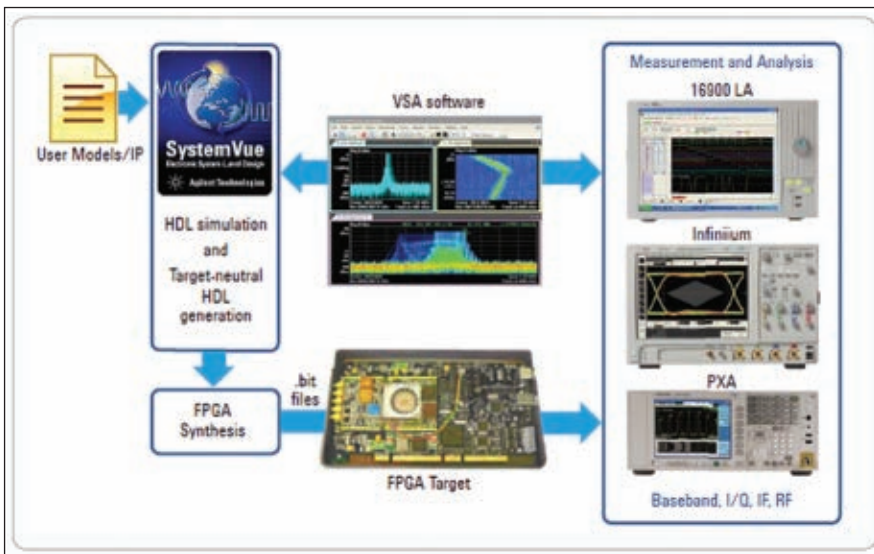 User Models/IP
SystemVue
Electronic System-Level Design
Agilent Technologies
HDL simulation
and
Target-neutral
HDL
generation
FPGA
Synthesis
VSA software
.bit
files
FPGA Target
Measurement and Analysis
16900 LA
Infiniium
PXA
Baseband, I/Q, IF, RF